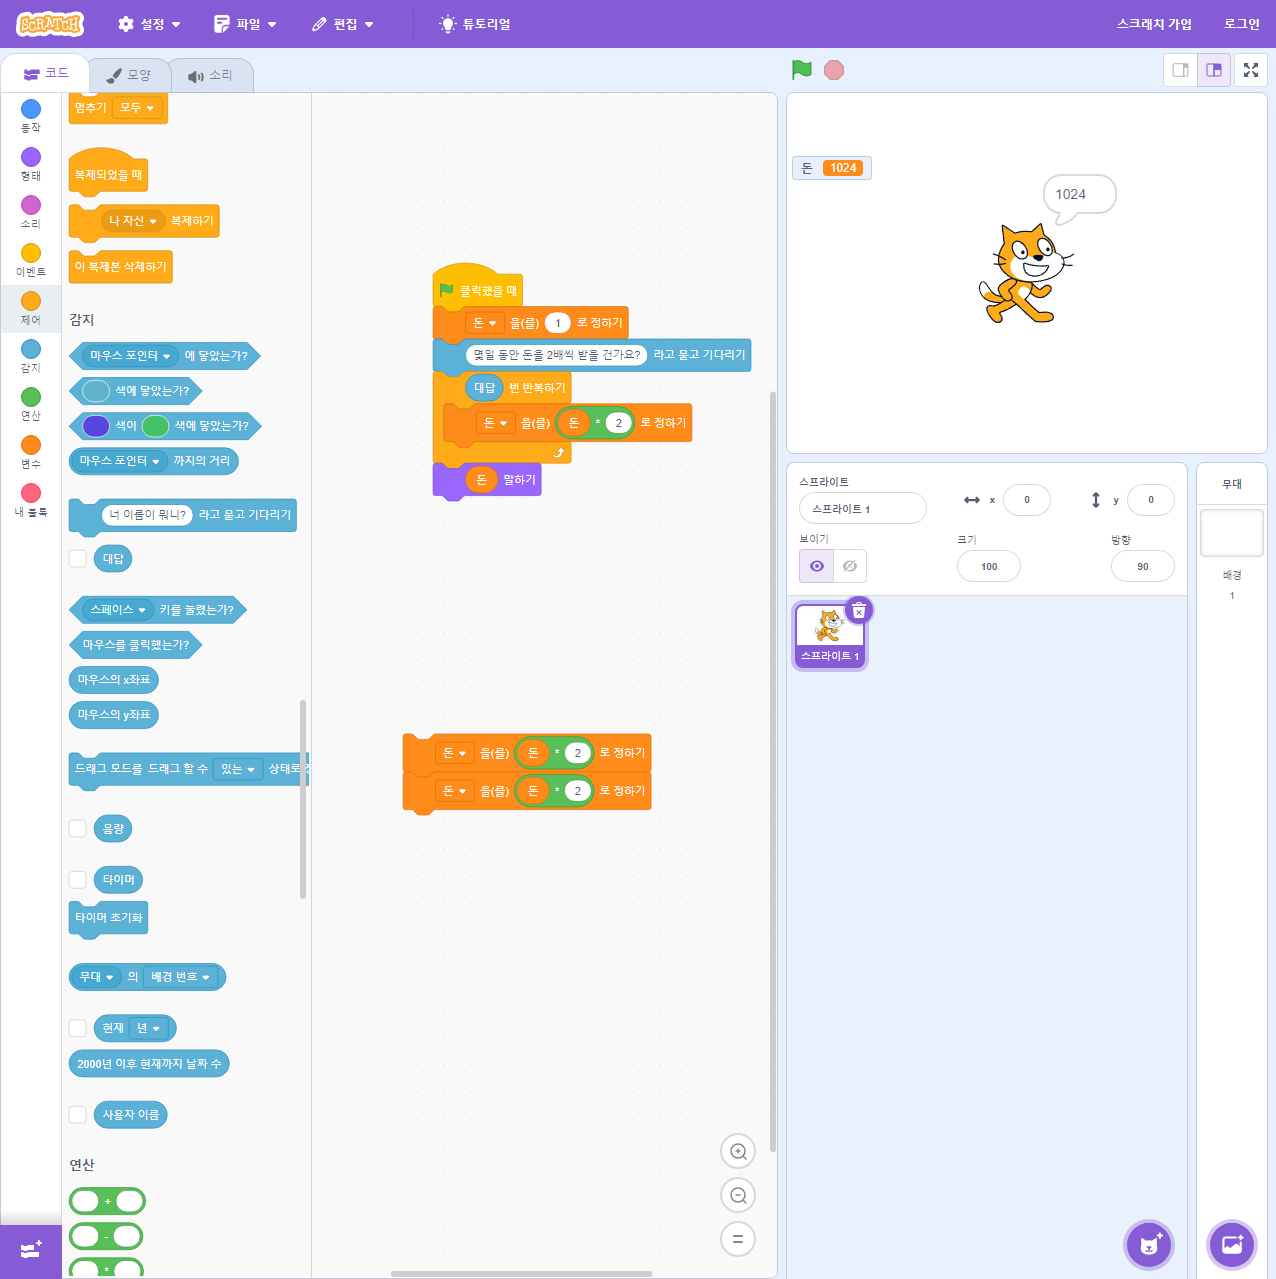 SCRATCH 설정 파일 편집 튜토리얼 스크래치 가입 로그인
코드 모양 소리
동작
형태
소리
이벤트
제어
감지
연산
변수
내 블록
멈추기 모두
복제되었을 때
나 자신 복제하기
이 복제본 삭제하기
감지
마우스 포인터 에 닿았는가?
색에 닿았는가?
색이 색에 닿았는가?
마우스 포인터 까지의 거리
너 이름이 뭐니? 라고 묻고 기다리기
대답
스페이스 키를 눌렀는가?
마우스를 클릭했는가?
마우스의 x좌표
마우스의 y좌표
드래그 모드를 드래그 할 수 있는 상태로
음량
타이머
타이머 초기화
무대 의 배경 번호
현재 년
2000년 이후 현재까지 날짜 수
사용자 이름
연산
+
-
*
클릭했을 때
돈 을(를) 1 로 정하기
몇일 동안 돈을 2배씩 받을 건가요? 라고 묻고 기다리기
대답 번 반복하기
돈 을(를) 돈 * 2 로 정하기
돈 말하기
돈 을(를) 돈 * 2 로 정하기
돈 을(를) 돈 * 2 로 정하기
돈 1024
1024
스프라이트
스프라이트 1
x 0 y 0
보이기 크기 방향
100 90
스프라이트 1
무대
배경
1